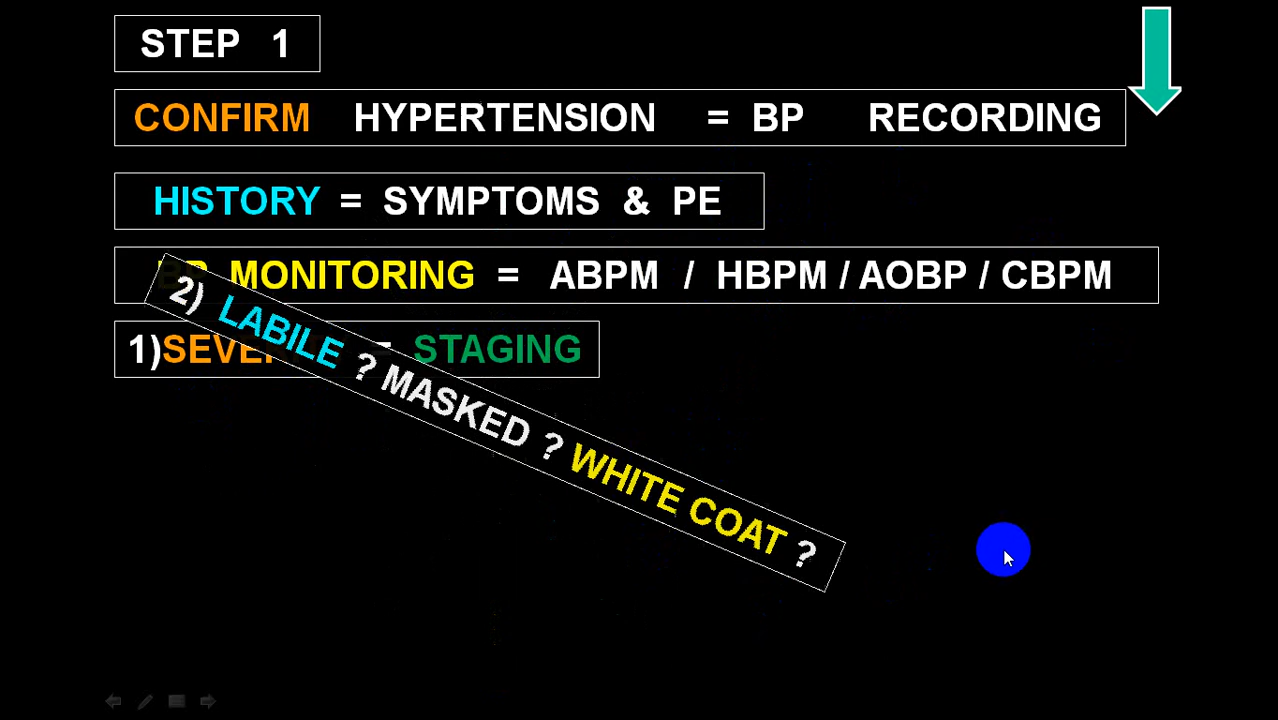 STEP 1
CONFIRM HYPERTENSION = BP RECORDING
HISTORY = SYMPTOMS & PE
BP MONITORING = ABPM / HBPM / AOBP / CBPM
1) = STAGING
2) LABILE ? MASKED ? WHITE COAT ?